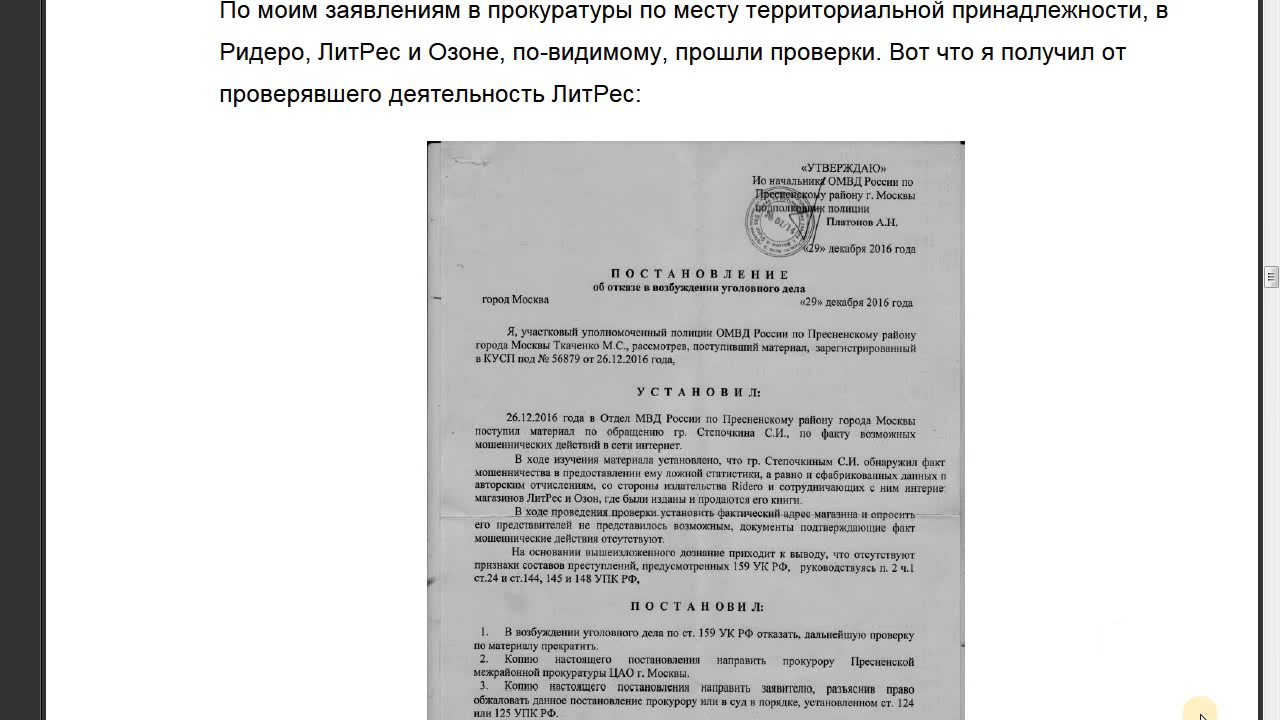 По моим заявлениям в прокуратуры по месту территориальной принадлежности, в
Ридеро, ЛитРес и Озоне, по-видимому, прошли проверки. Вот что я получил от
проверявшего деятельность ЛитРес:
«УТВЕРЖДАЮ»
Ио начальника ОМВД России по
Пресненскому району г. Москвы
подполковник полиции
Платонов А.Н.
«29» декабря 2016 года
П О С Т А Н О В Л Е Н И Е
об отказе в возбуждении уголовного дела
город Москва «29» декабря 2016 года
Я, участковый уполномоченный полиции ОМВД России по Пресненскому району
города Москвы Ткаченко М.С., рассмотрев, поступивший материал, зарегистрированный
в КУСП под № 56879 от 26.12.2016 года,
У С Т А Н О В И Л:
26.12.2016 года в Отдел МВД России по Пресненскому району города Москвы
поступил материал по обращению гр. Степочкина С.И., по факту возможных
мошеннических действий в сети интернет.
В ходе изучения материала установлено, что гр. Степочкиным С.И. обнаружил факт
мошенничества в предоставлении ему ложной статистики, а равно и сфабрикованных данных п
авторским отчислениям, со стороны издательства Ridero и сотрудничающих с ним интерне
магазинов ЛитРес и Озон, где были изданы и продаются его книги.
В ходе проведения проверки установить фактический адрес магазина и опросить
его представителей не представилось возможным, документы подтверждающие факт
мошеннические действия отсутствуют.
На основании вышеизложенного дознание приходит к выводу, что отсутствуют
признаки составов преступлений, предусмотренных 159 УК РФ, руководствуясь п. 2 ч.1
ст.24 и ст.144, 145 и 148 УПК РФ,
П О С Т А Н О В И Л:
1. В возбуждении уголовного дела по ст. 159 УК РФ отказать, дальнейшую проверку
по материалу прекратить.
2. Копию настоящего постановления направить прокурору Пресненской
межрайонной прокуратуры ЦАО г. Москвы.
3. Копию настоящего постановления направить заявителю, разъяснив право
обжаловать данное постановление прокурору или в суд в порядке, установленном ст. 124
или 125 УПК РФ.